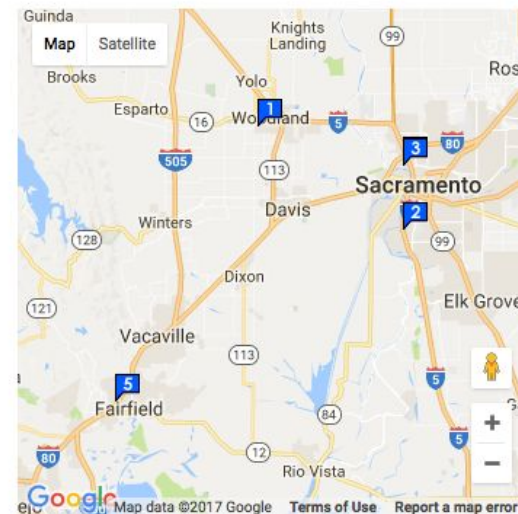 Guinda
Knights
Landing
99
Map Satellite
Ros
Brooks
Yolo
Esparto
1
Woodland
16
5
3
80
505
113
Sacramento
Davis
2
Winters
128
99
Dixon
121
Elk Grove
Vacaville
113
5
5
Fairfield
84
12
5
80
Rio Vista
Google
Map data ©2017 Google Terms of Use Report a map error